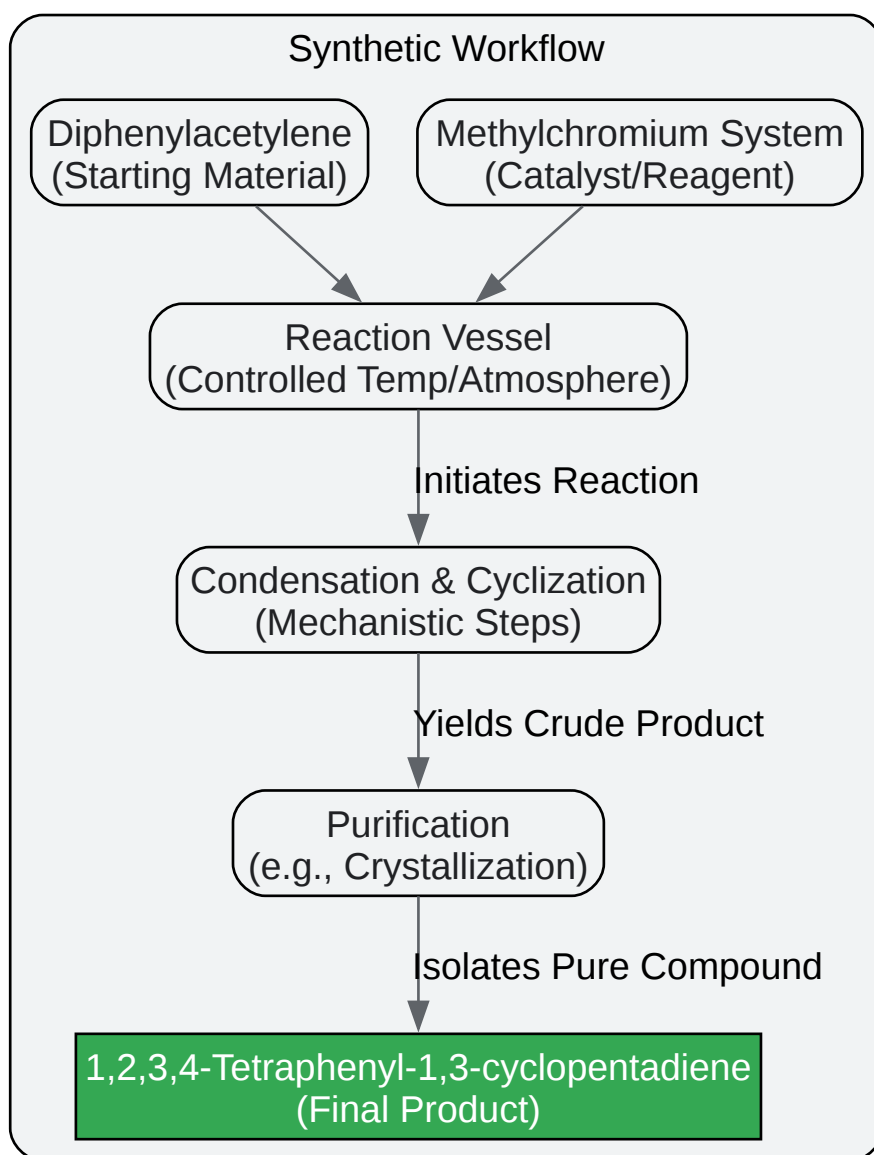 Synthetic Workflow
Diphenylacetylene
(Starting Material)
Methylchromium System
(Catalyst/Reagent)
Reaction Vessel
(Controlled Temp/Atmosphere)
Initiates Reaction
Condensation & Cyclization
(Mechanistic Steps)
Yields Crude Product
Purification
(e.g., Crystallization)
Isolates Pure Compound
1,2,3,4-Tetraphenyl-1,3-cyclopentadiene
(Final Product)